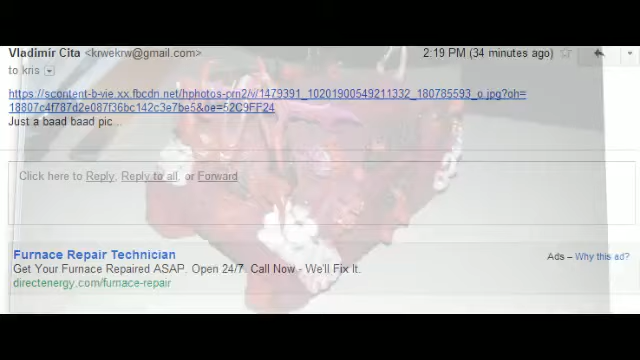 Vladimir Cita <krwekrw@gmail.com> 2:19 PM (34 minutes ago)
to kris
https://scontent-b-vie.xx.fbcdn.net/hphotos-prn2/v/1479391_10201900549211332_180785593_o.jpg?oh=
18807c4f787d2e087f36bc142c3e7be5&oe=52C9FF24
Just a baad baad pic...
Click here to Reply, Reply to all, or Forward
Furnace Repair Technician Ads – Why this ad?
Get Your Furnace Repaired ASAP. Open 24/7. Call Now - We'll Fix It.
directenergy.com/furnace-repair